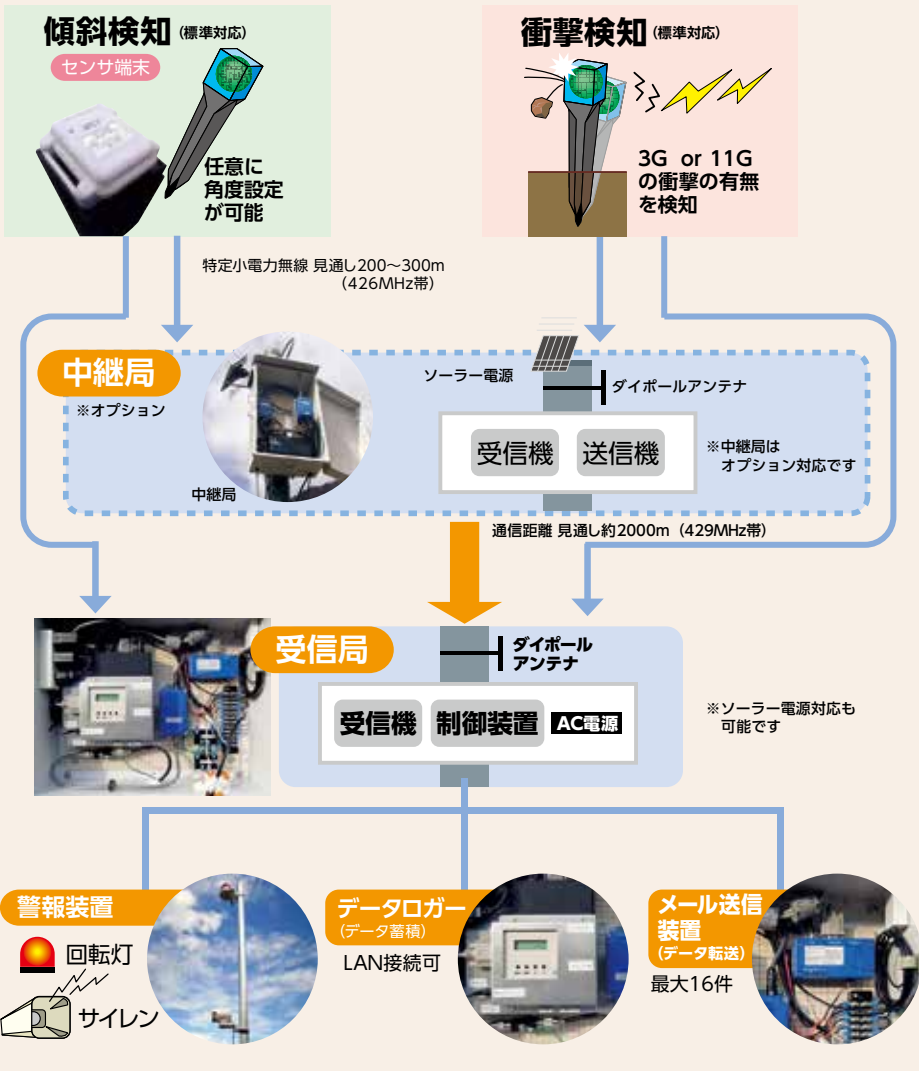 傾斜検知(標準対応)
センサ端末
任意に
角度設定
が可能
衝撃検知(標準対応)
3G or 11G
の衝撃の有無
を検知
特定小電力無線 見通し200〜300m
(426MHz帯)
中継局
※オプション
中継局
ソーラー電源
ダイポールアンテナ
受信機 送信機
※中継局は
オプション対応です
通信距離 見通し約2000m(429MHz帯)
受信局
ダイポール
アンテナ
受信機 制御装置 AC電源
※ソーラー電源対応も
可能です
警報装置
回転灯
サイレン
データロガー
(データ蓄積)
LAN接続可
メール送信
装置
(データ転送)
最大16件